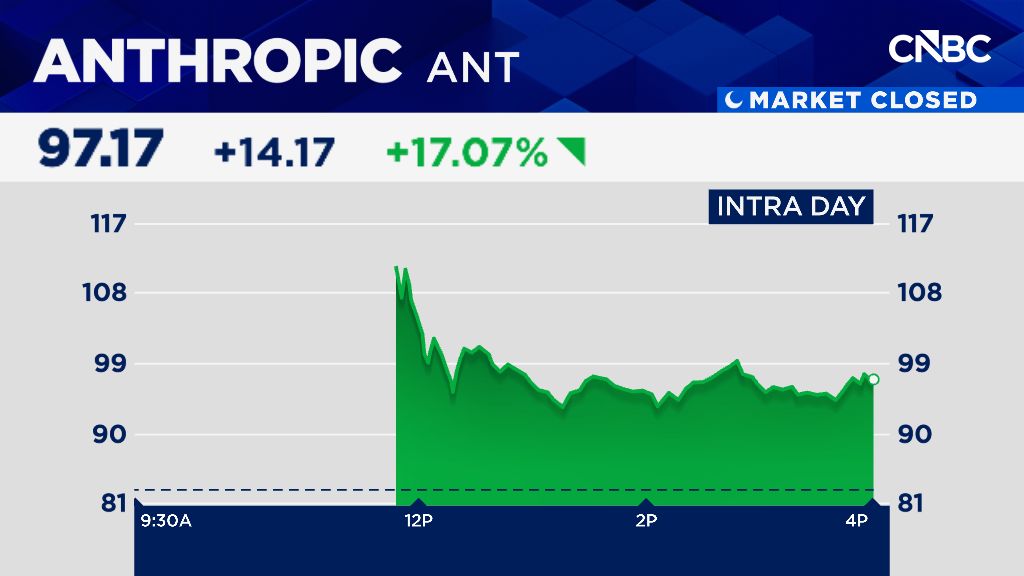 ANTHROPIC ANT
CNBC
MARKET CLOSED
97.17 +14.17 +17.07%
INTRA DAY
117 117
108 108
99 99
90 90
81 81
9:30A 12P 2P 4P